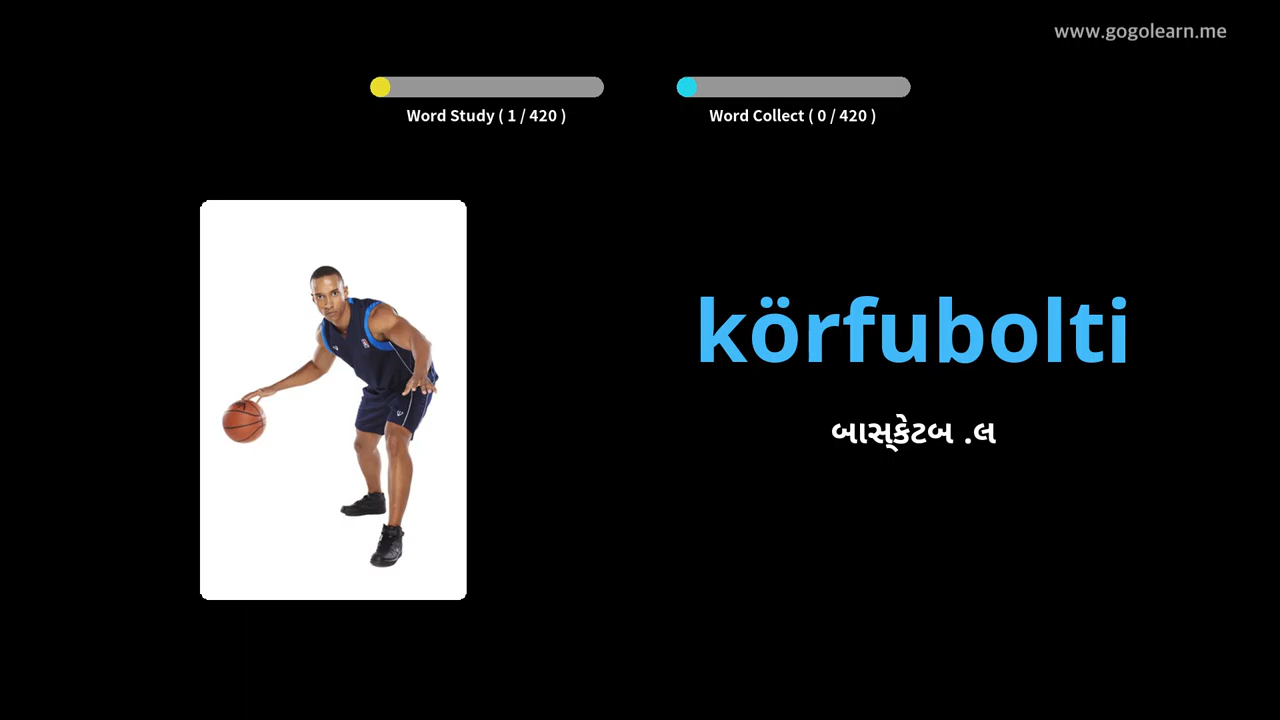 www.gogolearn.me
Word Study ( 1 / 420 )
Word Collect ( 0 / 420 )
körfubolti
બાસ્કેટબ .લ